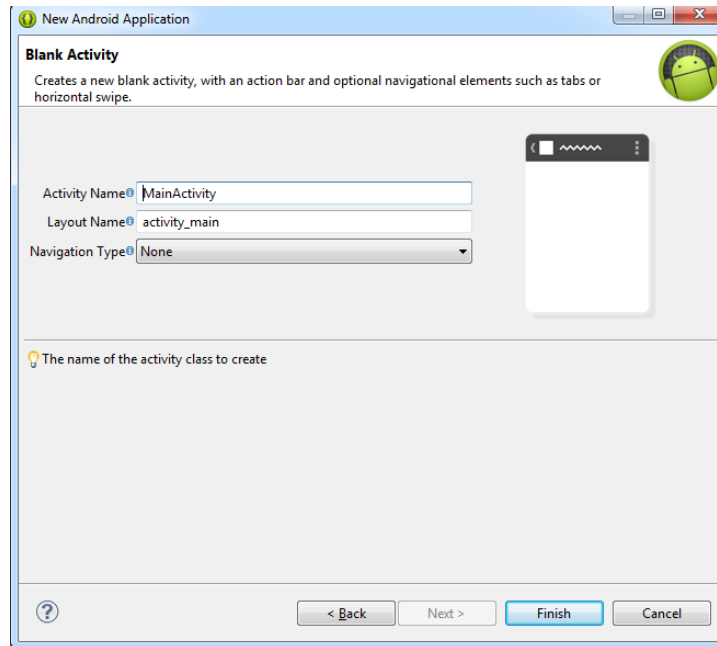 New Android Application
Blank Activity
Creates a new blank activity, with an action bar and optional navigational elements such as tabs or
horizontal swipe.
Activity Name MainActivity
Layout Name activity_main
Navigation Type None
The name of the activity class to create
< Back Next > Finish Cancel